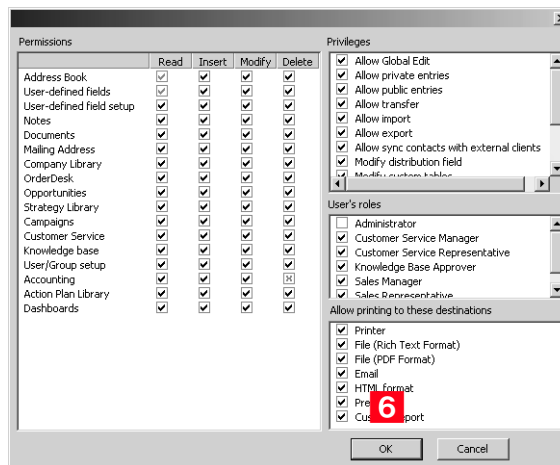 Permissions
Read Insert Modify Delete
Address Book
User-defined fields
User-defined field setup
Notes
Documents
Mailing Address
Company Library
OrderDesk
Opportunities
Strategy Library
Campaigns
Customer Service
Knowledge base
User/Group setup
Accounting
Action Plan Library
Dashboards
Privileges
Allow Global Edit
Allow private entries
Allow public entries
Allow transfer
Allow import
Allow export
Allow sync contacts with external clients
Modify distribution field
Modify custom tables
User's roles
Administrator
Customer Service Manager
Customer Service Representative
Knowledge Base Approver
Sales Manager
Sales Representative
Allow printing to these destinations
Printer
File (Rich Text Format)
File (PDF Format)
Email
HTML format
6
OK Cancel